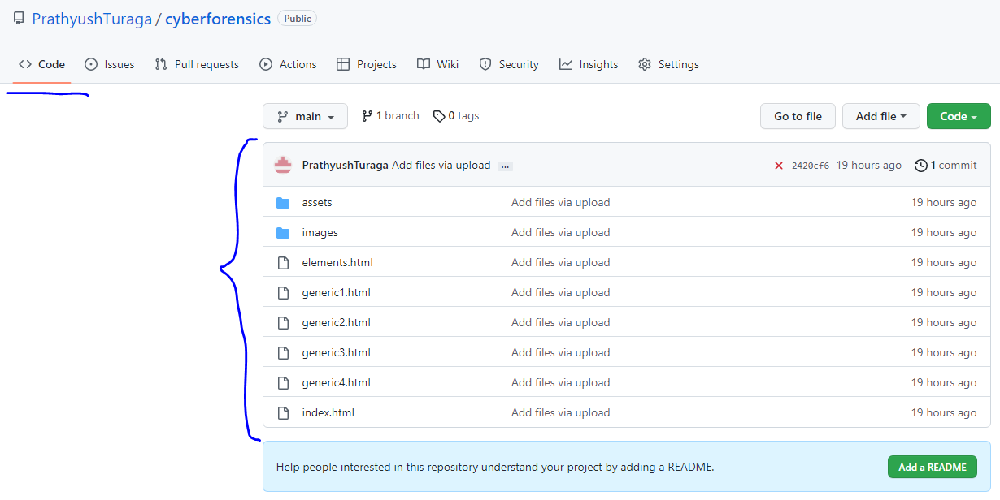 PrathyushTuraga / cyberforensics Public
Code Issues Pull requests Actions Projects Wiki Security Insights Settings
main 1 branch 0 tags Go to file Add file Code
PrathyushTuraga Add files via upload ... 2420cf6 19 hours ago 1 commit
assets Add files via upload 19 hours ago
images Add files via upload 19 hours ago
elements.html Add files via upload 19 hours ago
generic1.html Add files via upload 19 hours ago
generic2.html Add files via upload 19 hours ago
generic3.html Add files via upload 19 hours ago
generic4.html Add files via upload 19 hours ago
index.html Add files via upload 19 hours ago
Help people interested in this repository understand your project by adding a README. Add a README